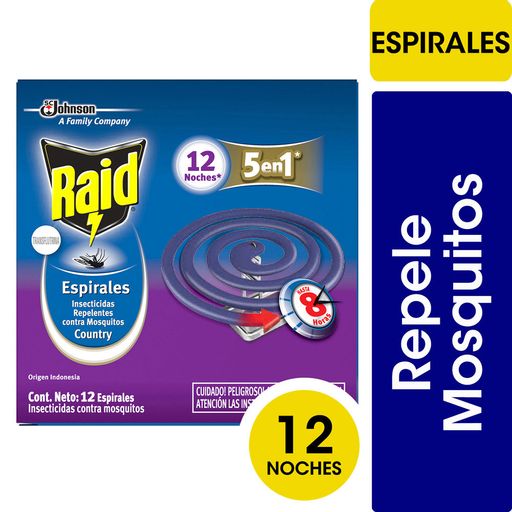 ESPIRALES
SC Johnson
A Family Company
Raid
12
Noches*
5en1*
TRANSFLUTRINA
Espirales
Insecticidas
Repelentes
contra Mosquitos
Country
HASTA
8
Horas
Origen Indonesia
Cont. Neto: 12 Espirales
Insecticidas contra mosquitos
CUIDADO! PELIGROSO
ATENCIÓN LAS
12
NOCHES
Repele
Mosquitos